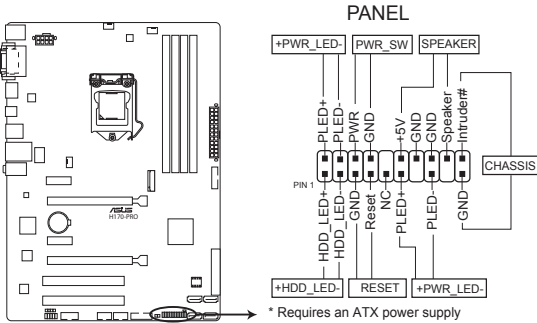 PANEL
+PWR_LED-
PWR_SW
SPEAKER
PLED+
PLED-
PWR
GND
+5V
GND
GND
Speaker
Intruder#
CHASSIS
PIN 1
HDD_LED+
HDD_LED-
GND
Reset
NC
PLED+
PLED-
GND
+HDD_LED-
RESET
+PWR_LED-
* Requires an ATX power supply
ASUS
H170-PRO